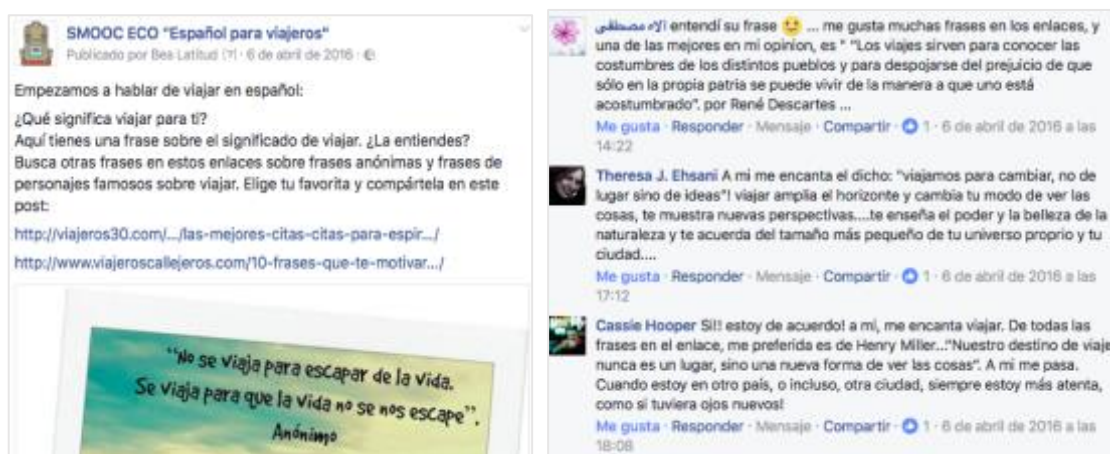 SMOOC ECO "Español para viajeros"
Publicado por Bea Latitud [?] · 6 de abril de 2016 ·
Empezamos a hablar de viajar en español:
¿Qué significa viajar para ti?
Aquí tienes una frase sobre el significado de viajar. ¿La entiendes?
Busca otras frases en estos enlaces sobre frases anónimas y frases de
personajes famosos sobre viajar. Elige tu favorita y compártela en este
post:
http://viajeros30.com/.../las-mejores-citas-citas-para-espir.../
http://www.viajeroscallejeros.com/10-frases-que-te-motivar.../
"No se viaja para escapar de la vida.
Se viaja para que la vida no se nos escape".
Anónimo
الاء مصطفى entendí su frase 😉 ... me gusta muchas frases en los enlaces, y
una de las mejores en mi opinion, es " "Los viajes sirven para conocer las
costumbres de los distintos pueblos y para despojarse del prejuicio de que
sólo en la propia patria se puede vivir de la manera a que uno está
acostumbrado". por René Descartes ...
Me gusta · Responder · Mensaje · Compartir · 1 · 6 de abril de 2016 a las
14:22
Theresa J. Ehsani A mi me encanta el dicho: "viajamos para cambiar, no de
lugar sino de ideas"! viajar amplia el horizonte y cambia tu modo de ver las
cosas, te muestra nuevas perspectivas....te enseña el poder y la belleza de la
naturaleza y te acuerda del tamaño más pequeño de tu universo proprio y tu
ciudad....
Me gusta · Responder · Mensaje · Compartir · 1 · 6 de abril de 2016 a las
17:12
Cassie Hooper Sí!! estoy de acuerdo! a mi, me encanta viajar. De todas las
frases en el enlace, me preferida es de Henry Miller..."Nuestro destino de viaje
nunca es un lugar, sino una nueva forma de ver las cosas". A mi me pasa.
Cuando estoy en otro país, o incluso, otra ciudad, siempre estoy más atenta,
como si tuviera ojos nuevos!
Me gusta · Responder · Mensaje · Compartir · 1 · 6 de abril de 2016 a las
18:08